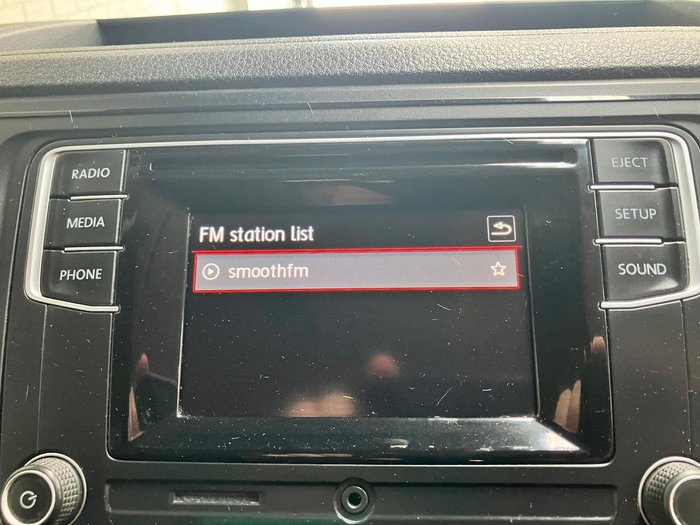 RADIO
MEDIA
PHONE
FM station list
smoothfm
EJECT
SETUP
SOUND